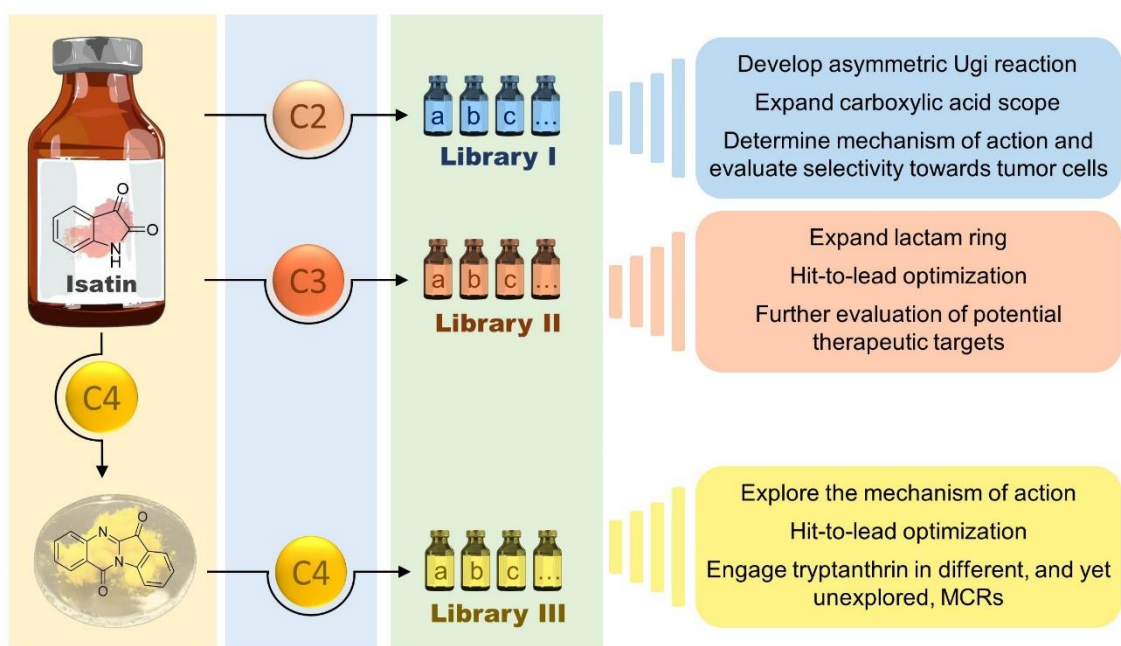 O
O
N
H
Isatin
C2
a b c ...
Library I
Develop asymmetric Ugi reaction
Expand carboxylic acid scope
Determine mechanism of action and
evaluate selectivity towards tumor cells
C3
a b c ...
Library II
Expand lactam ring
Hit-to-lead optimization
Further evaluation of potential
therapeutic targets
C4
O
N
N
O
C4
a b c ...
Library III
Explore the mechanism of action
Hit-to-lead optimization
Engage tryptanthrin in different, and yet
unexplored, MCRs